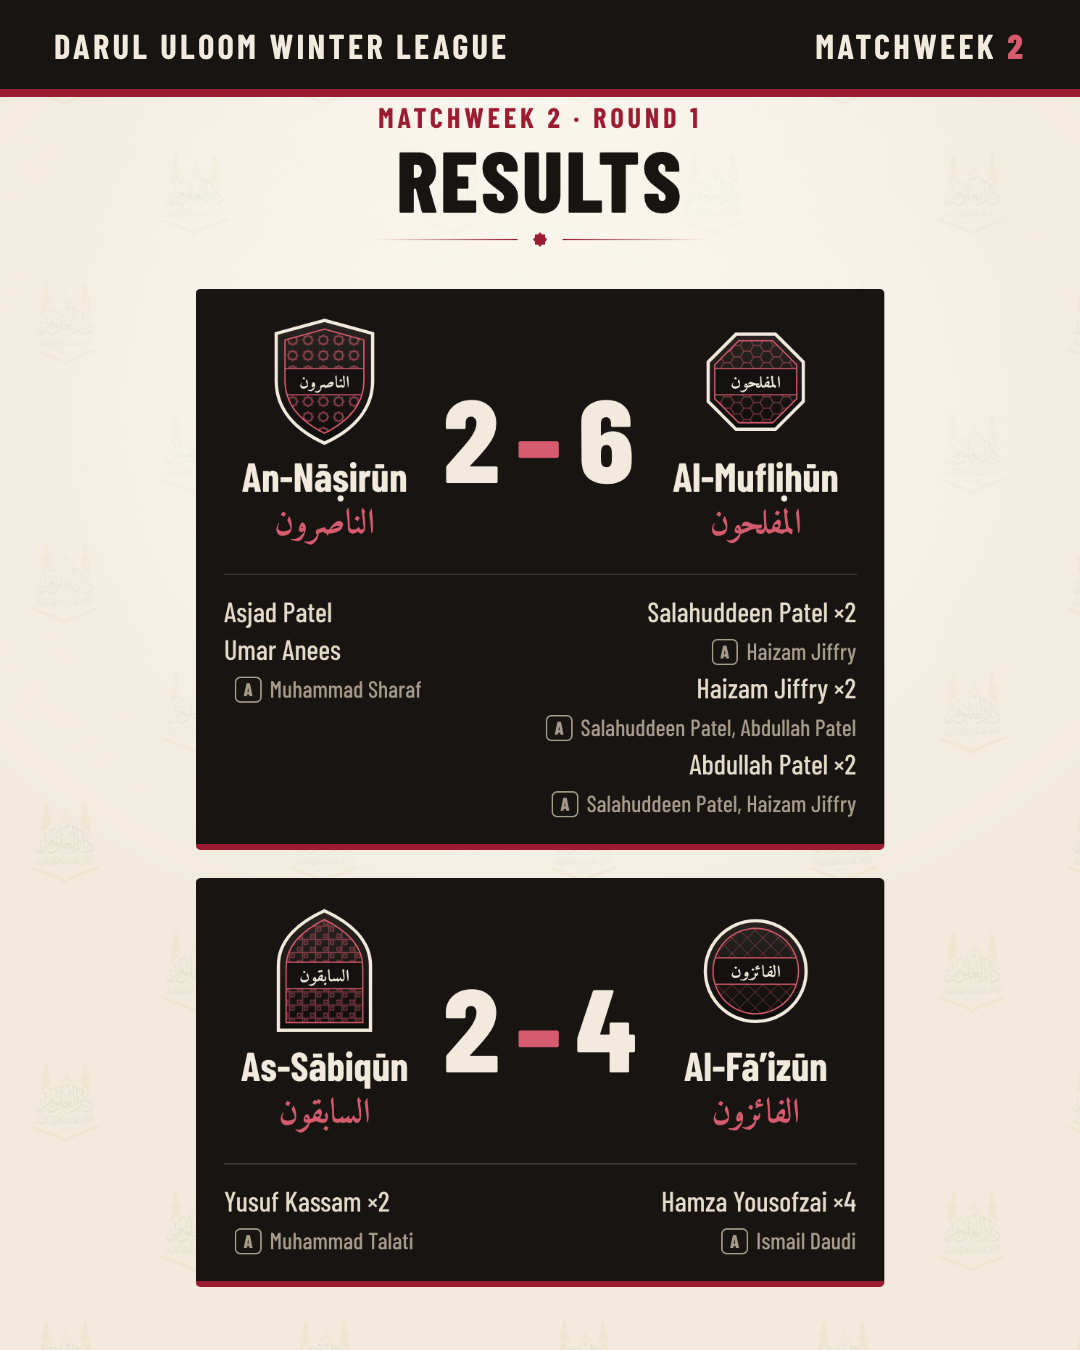 DARUL ULOOM WINTER LEAGUE
MATCHWEEK 2
MATCHWEEK 2 · ROUND 1
RESULTS
الناصرون
المفلحون
2 - 6
An-Nāṣirūn
Al-Mufliḥūn
الناصرون
المفلحون
Asjad Patel
Umar Anees
A Muhammad Sharaf
Salahuddeen Patel ×2
A Haizam Jiffry
Haizam Jiffry ×2
A Salahuddeen Patel, Abdullah Patel
Abdullah Patel ×2
A Salahuddeen Patel, Haizam Jiffry
السابقون
الفائزون
2 - 4
As-Sābiqūn
Al-Fā’izūn
السابقون
الفائزون
Yusuf Kassam ×2
A Muhammad Talati
Hamza Yousofzai ×4
A Ismail Daudi